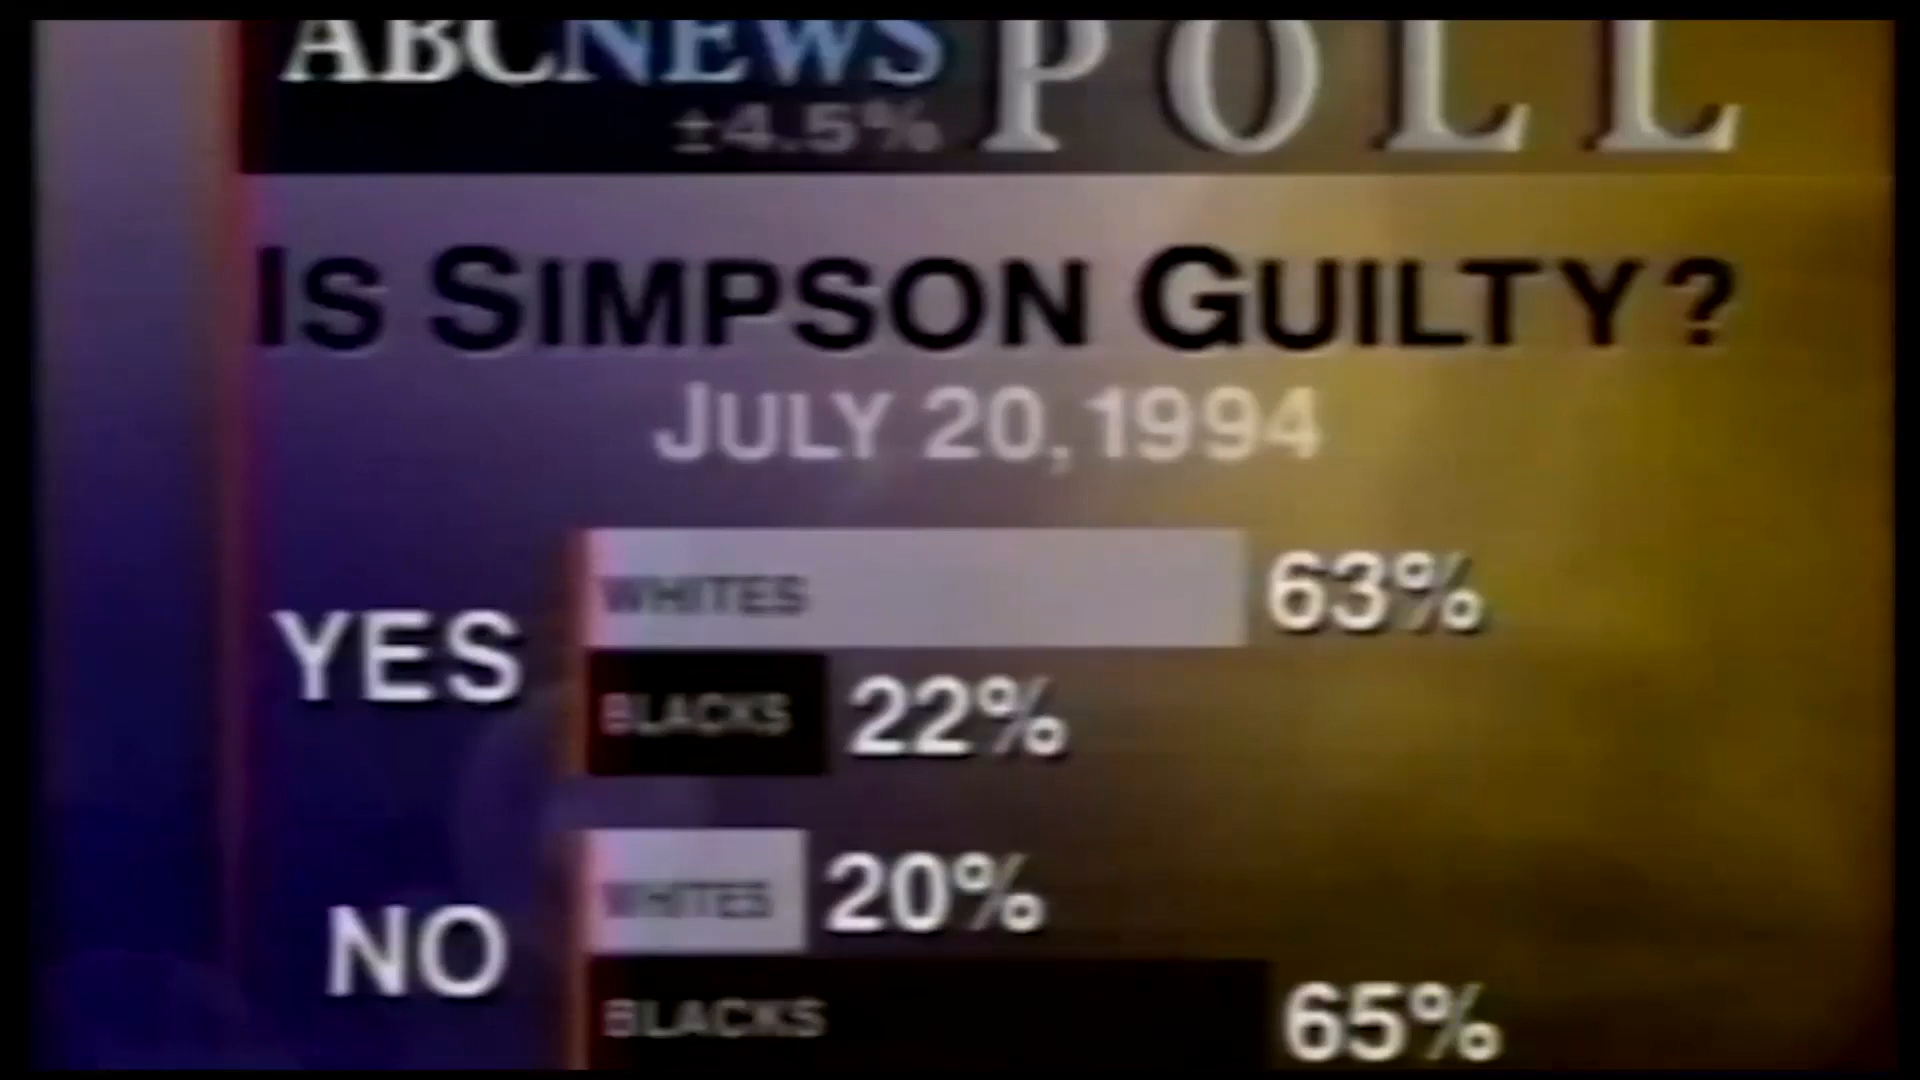 ABCNEWS POLL
±4.5%
IS SIMPSON GUILTY?
JULY 20, 1994
YES
WHITES 63%
BLACKS 22%
NO
WHITES 20%
BLACKS 65%